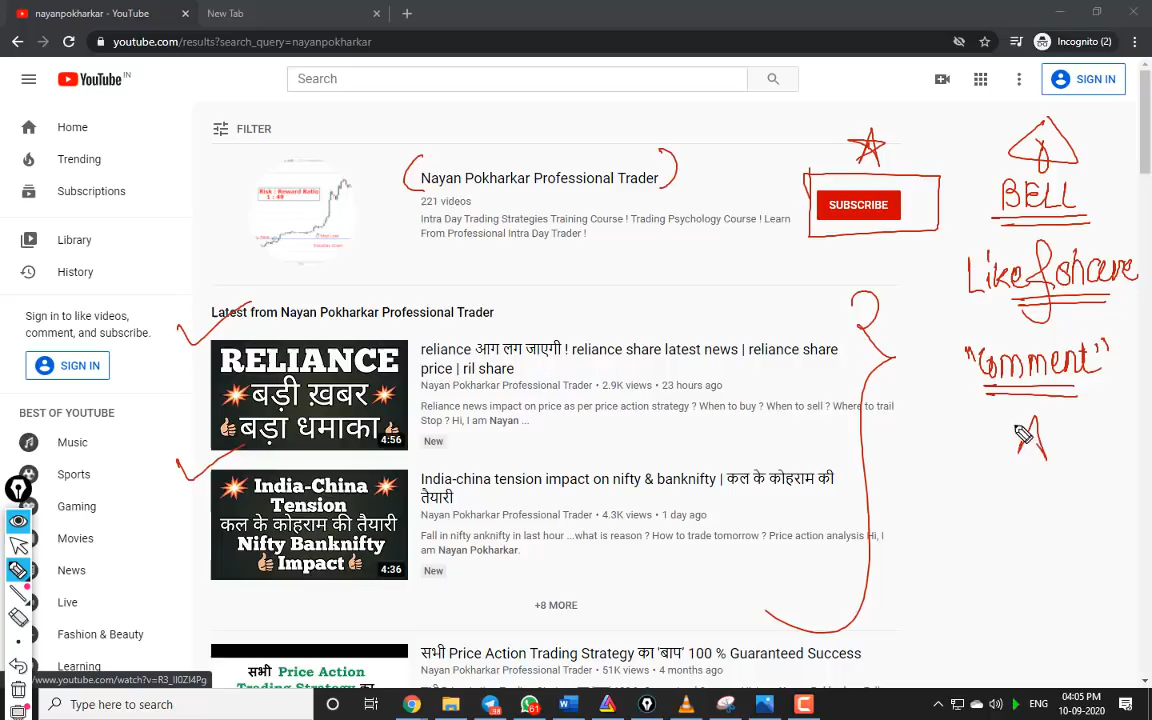 nayanpokharkar - YouTube
New Tab
youtube.com/results?search_query=nayanpokharkar
Incognito (2)
YouTube IN
Search
SIGN IN
Home
Trending
Subscriptions
Library
History
Sign in to like videos,
comment, and subscribe.
SIGN IN
BEST OF YOUTUBE
Music
Sports
Gaming
Movies
News
Live
Fashion & Beauty
Learning
FILTER
Risk : Reward Ratio
1 : 49
Nayan Pokharkar Professional Trader
221 videos
Intra Day Trading Strategies Training Course ! Trading Psychology Course ! Learn
From Professional Intra Day Trader !
SUBSCRIBE
BELL
Like & share
"Comment"
Latest from Nayan Pokharkar Professional Trader
RELIANCE
बड़ी ख़बर
बड़ा धमाका
4:56
reliance आग लग जाएगी ! reliance share latest news | reliance share
price | ril share
Nayan Pokharkar Professional Trader • 2.9K views • 23 hours ago
Reliance news impact on price as per price action strategy ? When to buy ? When to sell ? Where to trail
Stop ? Hi, I am Nayan ...
New
India-China
Tension
कल के कोहराम की तैयारी
Nifty Banknifty
Impact
4:36
India-china tension impact on nifty & banknifty | कल के कोहराम की
तैयारी
Nayan Pokharkar Professional Trader • 4.3K views • 1 day ago
Fall in nifty anknifty in last hour ...what is reason ? How to trade tomorrow ? Price action analysis Hi, I
am Nayan Pokharkar.
New
+8 MORE
सभी Price Action
Trading Strategy का
सभी Price Action Trading Strategy का 'बाप' 100 % Guaranteed Success
Nayan Pokharkar Professional Trader • 51K views • 4 months ago
/www.youtube.com/watch?v=R3_lI0ZI4Pg
Type here to search
38
61
ENG
04:05 PM
10-09-2020